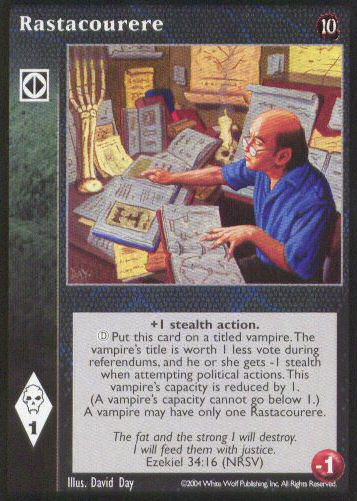 Rastacourere
10
+1 stealth action.
Ⓓ Put this card on a titled vampire. The
vampire's title is worth 1 less vote during
referendums, and he or she gets -1 stealth
when attempting political actions. This
vampire's capacity is reduced by 1.
(A vampire's capacity cannot go below 1.)
A vampire may have only one Rastacourere.
The fat and the strong I will destroy.
I will feed them with justice.
Ezekiel 34:16 (NRSV)
1
-1
Illus. David Day
©2004 White Wolf Publishing, Inc. All Rights Reserved.